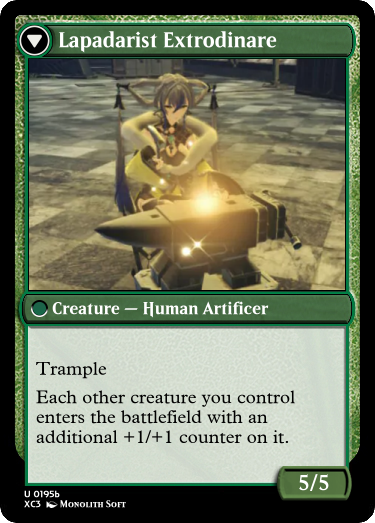 Lapadarist Extrodinare
Creature — Human Artificer
Trample
Each other creature you control
enters the battlefield with an
additional +1/+1 counter on it.
5/5
U 0195b
XC3 Monolith Soft